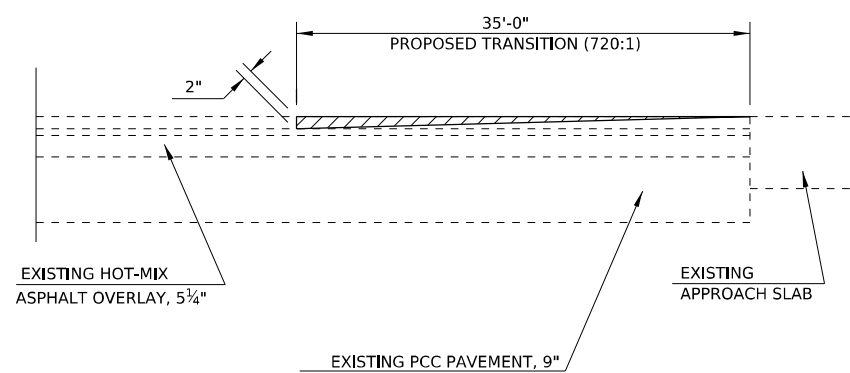 35'-0"
PROPOSED TRANSITION (720:1)
2"
EXISTING HOT-MIX
ASPHALT OVERLAY, 5¼"
EXISTING
APPROACH SLAB
EXISTING PCC PAVEMENT, 9"